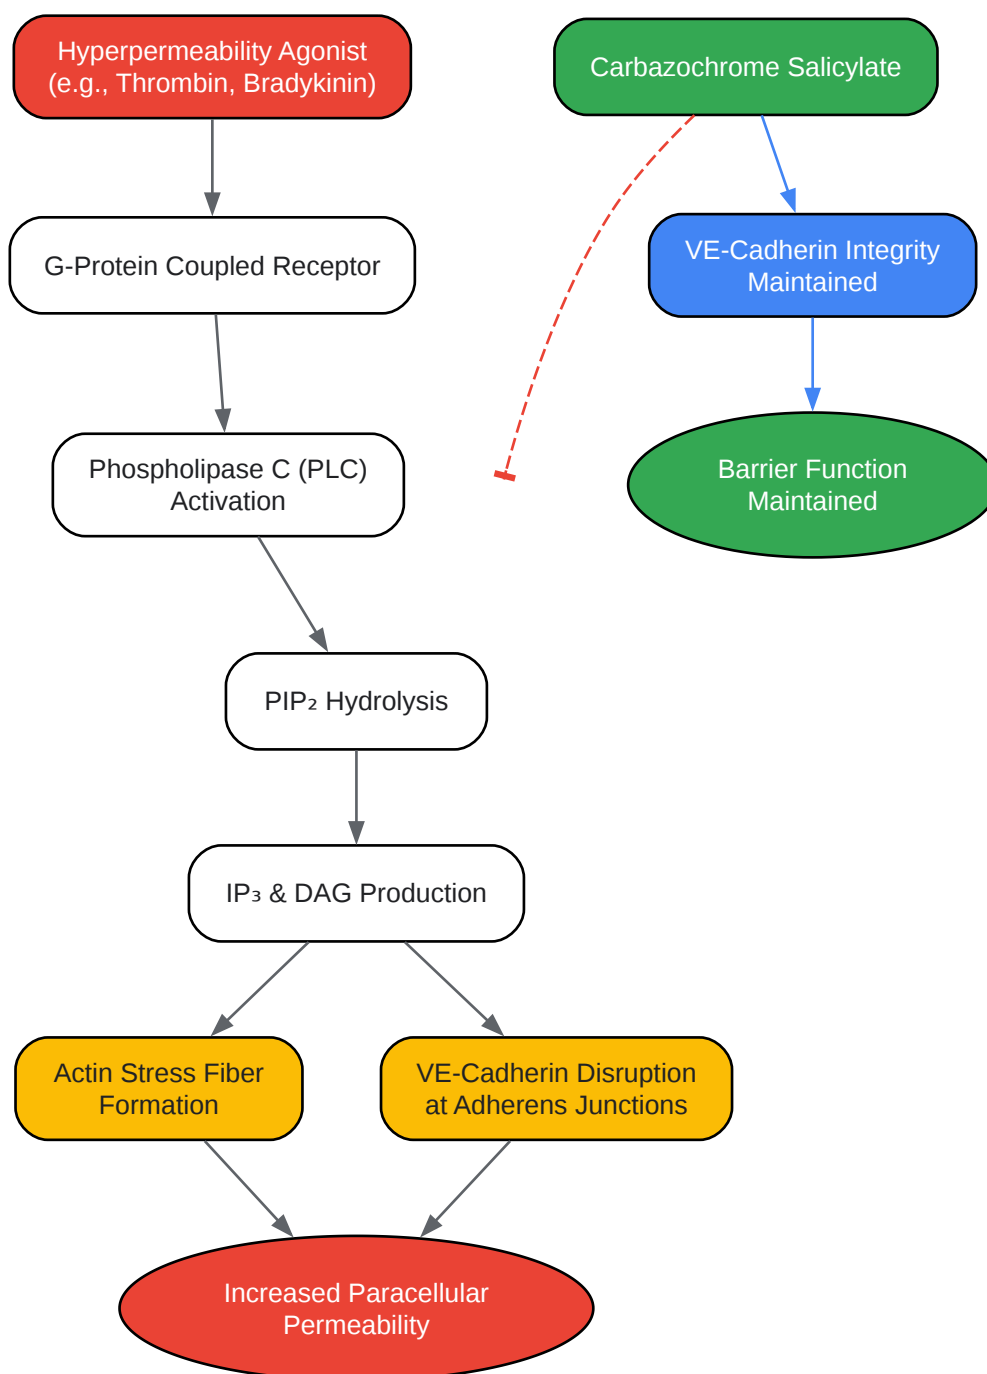 Hyperpermeability Agonist
(e.g., Thrombin, Bradykinin)
Carbazochrome Salicylate
G-Protein Coupled Receptor
VE-Cadherin Integrity
Maintained
Phospholipase C (PLC)
Activation
Barrier Function
Maintained
PIP₂ Hydrolysis
IP₃ & DAG Production
Actin Stress Fiber
Formation
VE-Cadherin Disruption
at Adherens Junctions
Increased Paracellular
Permeability